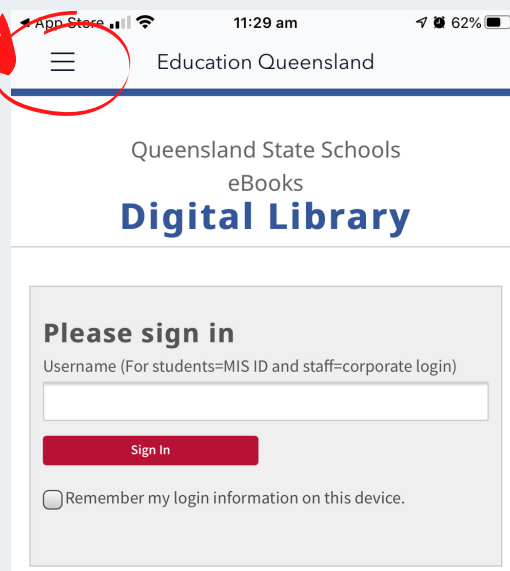 App Store 11:29 am 62%
Education Queensland
Queensland State Schools
eBooks
Digital Library
Please sign in
Username (For students=MIS ID and staff=corporate login)
Sign In
Remember my login information on this device.